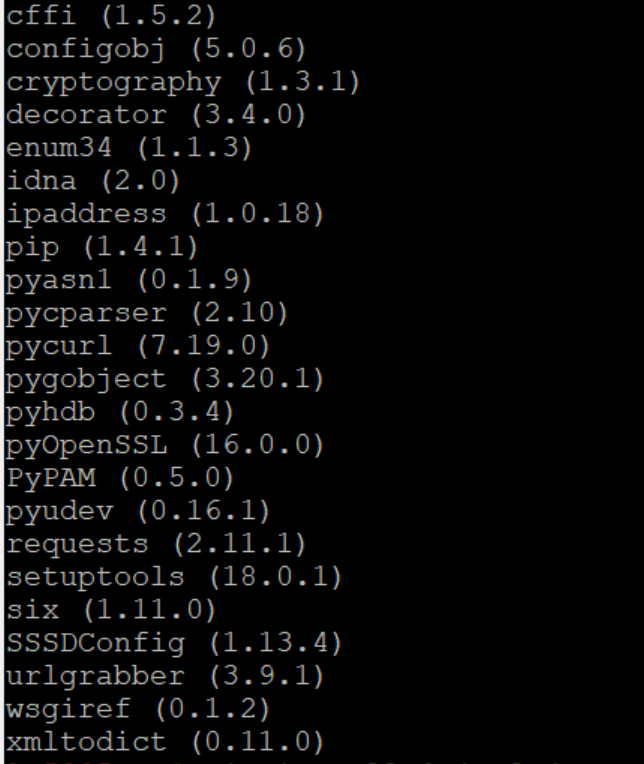 cffi (1.5.2)
configobj (5.0.6)
cryptography (1.3.1)
decorator (3.4.0)
enum34 (1.1.3)
idna (2.0)
ipaddress (1.0.18)
pip (1.4.1)
pyasn1 (0.1.9)
pycparser (2.10)
pycurl (7.19.0)
pygobject (3.20.1)
pyhdb (0.3.4)
pyOpenSSL (16.0.0)
PyPAM (0.5.0)
pyudev (0.16.1)
requests (2.11.1)
setuptools (18.0.1)
six (1.11.0)
SSSDConfig (1.13.4)
urlgrabber (3.9.1)
wsgiref (0.1.2)
xmltodict (0.11.0)